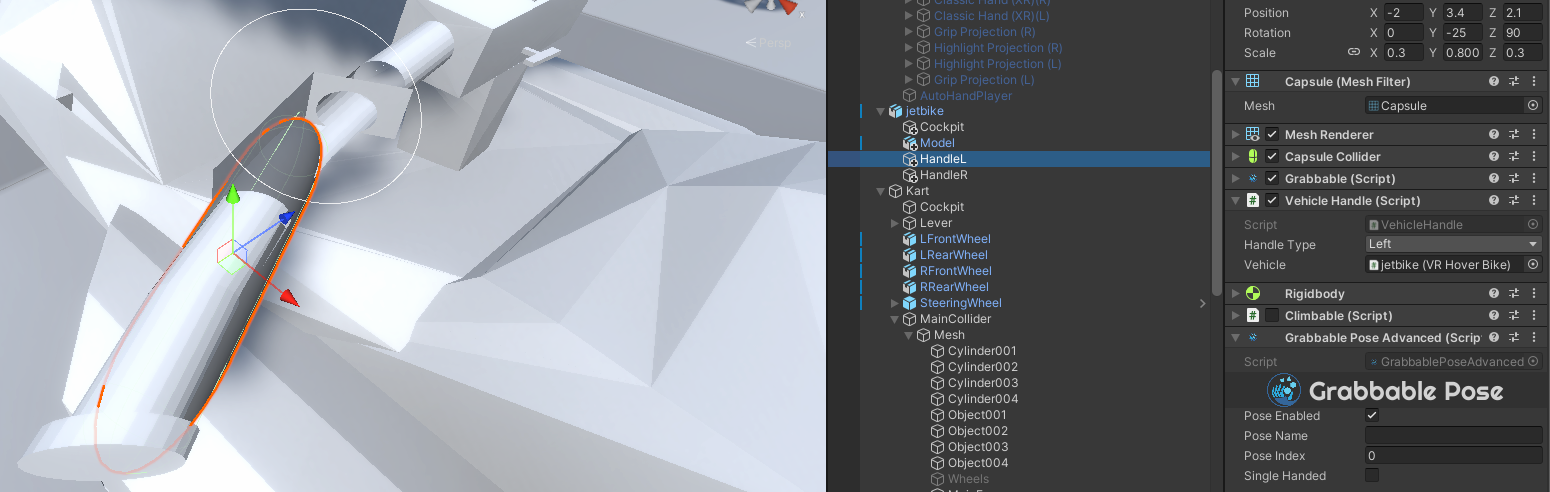 x
Persp
Classic Hand (XR)(R)
Classic Hand (XR)(L)
Grip Projection (R)
Highlight Projection (R)
Highlight Projection (L)
Grip Projection (L)
AutoHandPlayer
jetbike
Cockpit
Model
HandleL
HandleR
Kart
Cockpit
Lever
LFrontWheel
LRearWheel
RFrontWheel
RRearWheel
SteeringWheel
MainCollider
Mesh
Cylinder001
Cylinder002
Cylinder003
Cylinder004
Object001
Object002
Object003
Object004
Wheels
Position X -2 Y 3.4 Z 2.1
Rotation X 0 Y -25 Z 90
Scale X 0.3 Y 0.800 Z 0.3
Capsule (Mesh Filter)
Mesh Capsule
Mesh Renderer
Capsule Collider
Grabbable (Script)
# Vehicle Handle (Script)
Script # VehicleHandle
Handle Type Left
Vehicle # jetbike (VR Hover Bike)
Rigidbody
# Climbable (Script)
Grabbable Pose Advanced (Scrip
Script GrabbablePoseAdvanced
Grabbable Pose
Pose Enabled
Pose Name
Pose Index 0
Single Handed